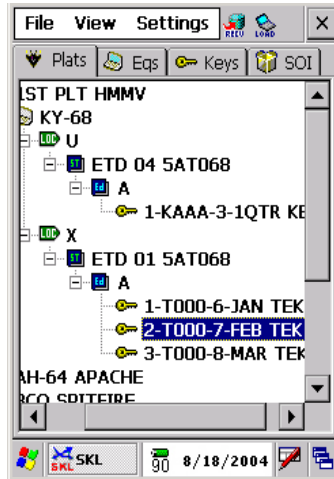 File View Settings RECV LOAD X
Plats Eqs Keys SOI
1ST PLT HMMV
KY-68
LOC U
ST ETD 04 5AT068
Ed A
1-KAAA-3-1QTR KE
LOC X
ST ETD 01 5AT068
Ed A
1-T000-6-JAN TEK
2-T000-7-FEB TEK
3-T000-8-MAR TEK
AH-64 APACHE
RCO SPITFIRE
SKL SKL 90 8/18/2004